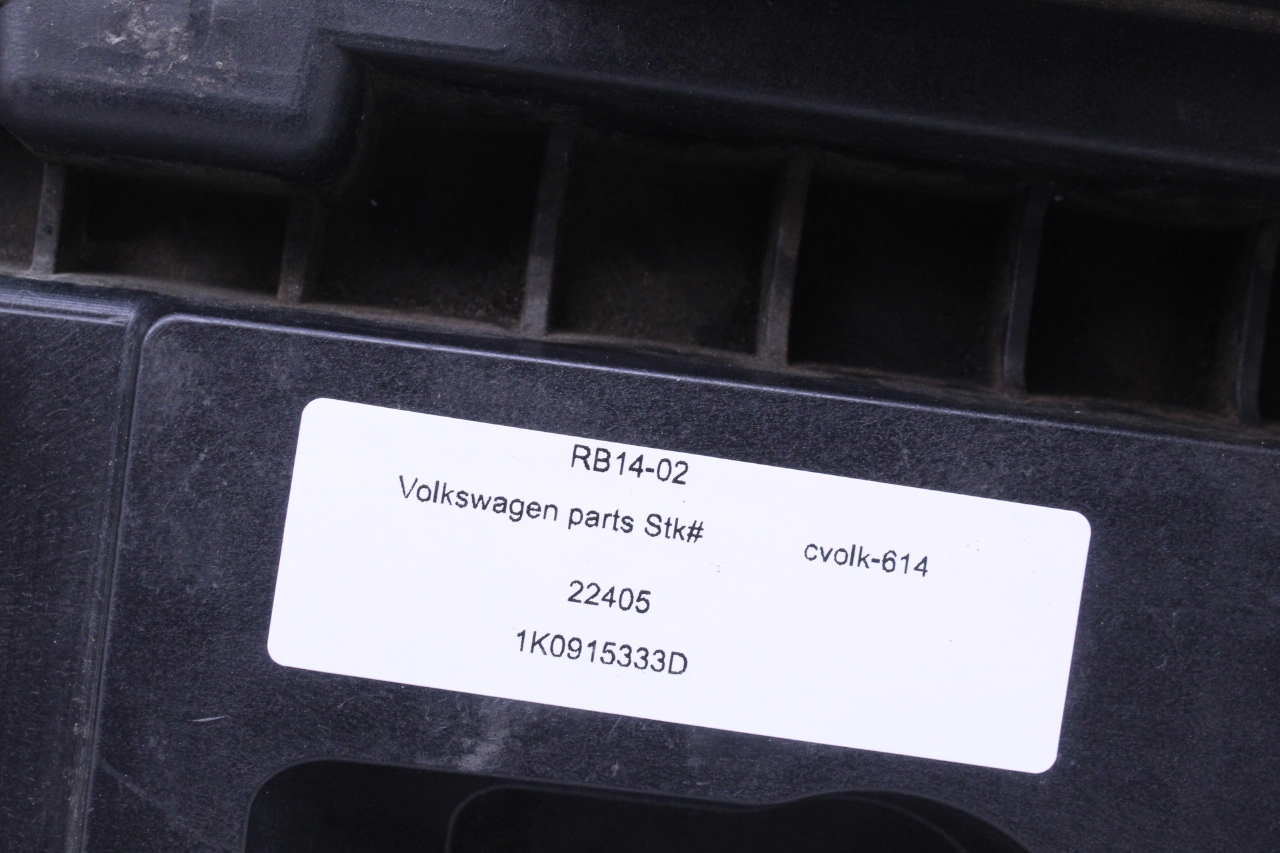 RB14-02
Volkswagen parts Stk# cvolk-614
22405
1K0915333D